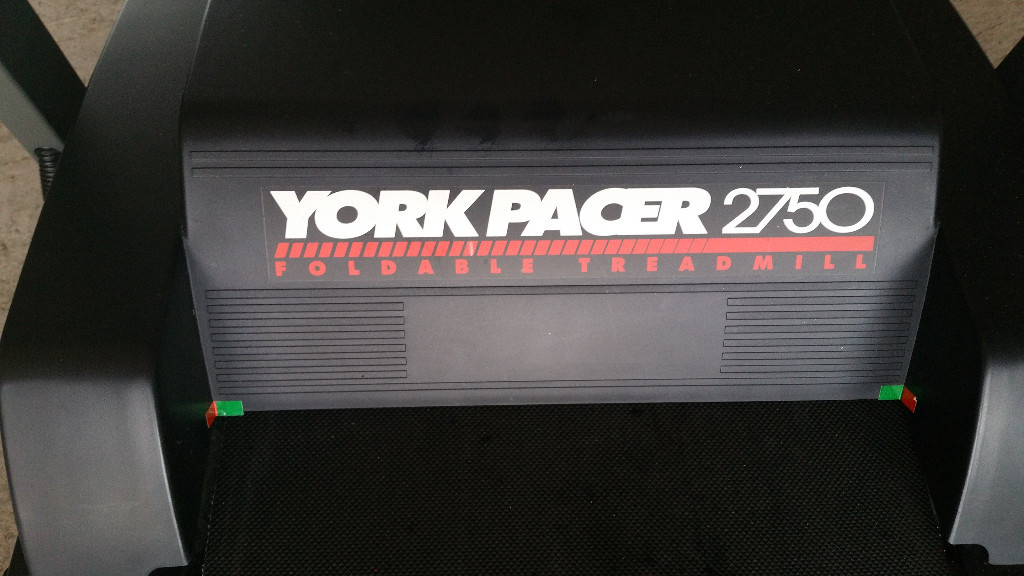 YORK PACER 2750
FOLDABLE TREADMILL